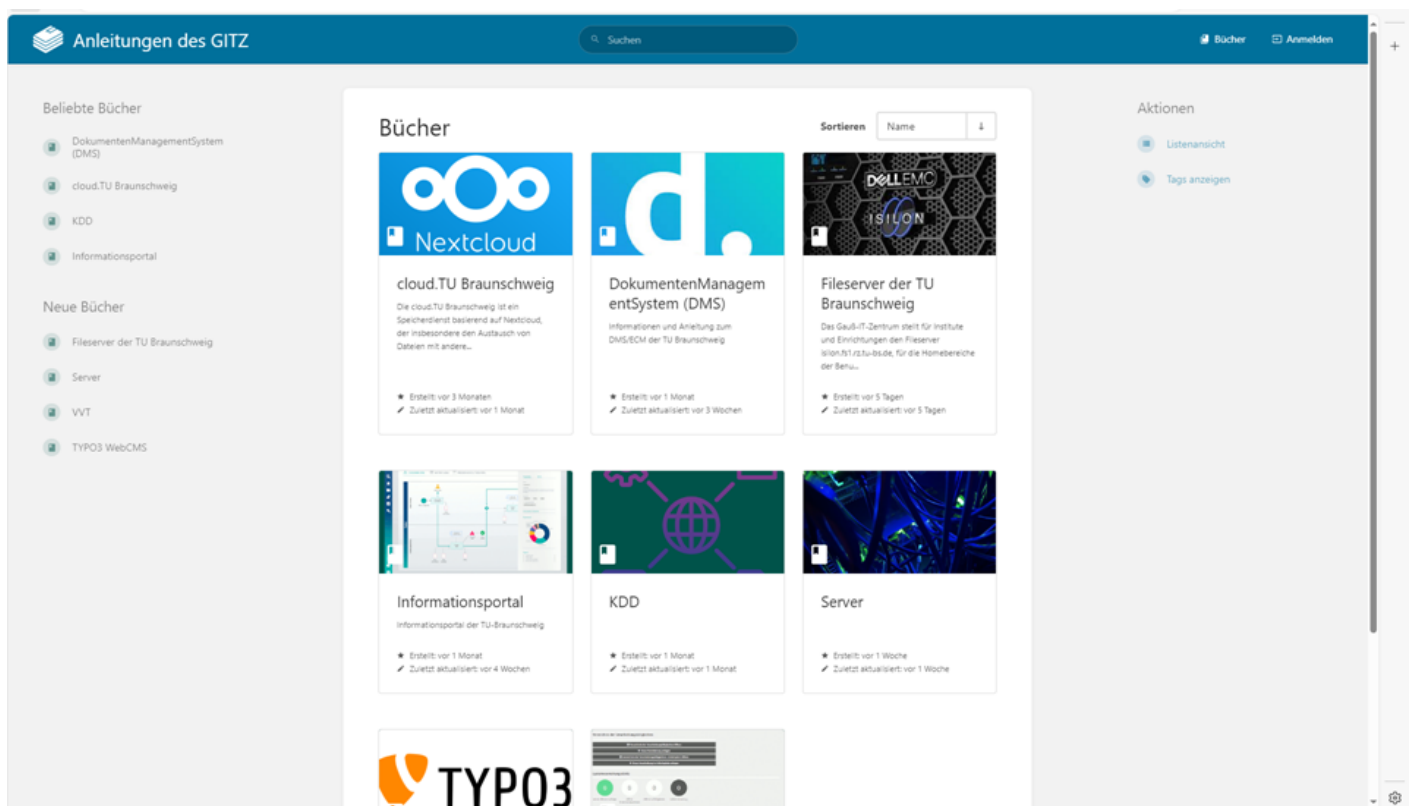 Anleitungen des GITZ
Suchen
Bücher
Anmelden
Beliebte Bücher
DokumentenManagementSystem
(DMS)
cloud.TU Braunschweig
KDD
Informationsportal
Neue Bücher
Fileserver der TU Braunschweig
Server
VVT
TYPO3 WebCMS
Bücher
Sortieren
Name
Nextcloud
cloud.TU Braunschweig
Die cloud.TU Braunschweig ist ein
Speicherdienst basierend auf Nextcloud,
der insbesondere den Austausch von
Dateien mit andere...
Erstellt: vor 3 Monaten
Zuletzt aktualisiert: vor 1 Monat
d.
DokumentenManagem
entSystem (DMS)
Informationen und Anleitung zum
DMS/ECM der TU Braunschweig
Erstellt: vor 1 Monat
Zuletzt aktualisiert: vor 3 Wochen
DELLEMC
ISILON
Fileserver der TU
Braunschweig
Das Gauß-IT-Zentrum stellt für Institute
und Einrichtungen den Fileserver
isilon.fs1.rz.tu-bs.de, für die Homebereiche
der Benu...
Erstellt: vor 5 Tagen
Zuletzt aktualisiert: vor 5 Tagen
Informationsportal
Informationsportal der TU-Braunschweig
Erstellt: vor 1 Monat
Zuletzt aktualisiert: vor 4 Wochen
KDD
Erstellt: vor 1 Monat
Zuletzt aktualisiert: vor 1 Monat
Server
Erstellt: vor 1 Woche
Zuletzt aktualisiert: vor 1 Woche
TYPO3
Aktionen
Listenansicht
Tags anzeigen